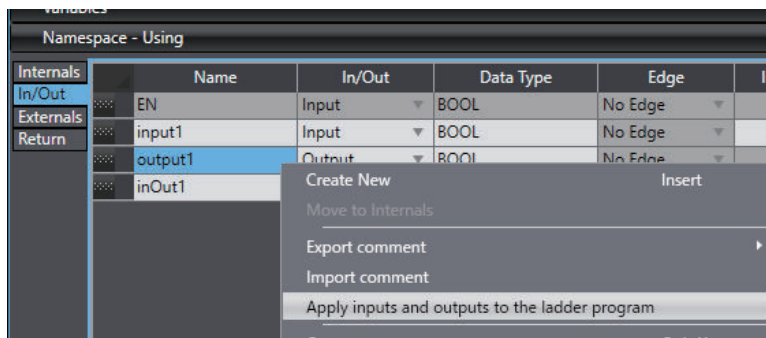 Variables
Namespace - Using
Internals
In/Out
Externals
Return
Name In/Out Data Type Edge
EN Input BOOL No Edge
input1 Input BOOL No Edge
output1 Output BOOL No Edge
inOut1
Create New Insert
Move to Internals
Export comment
Import comment
Apply inputs and outputs to the ladder program